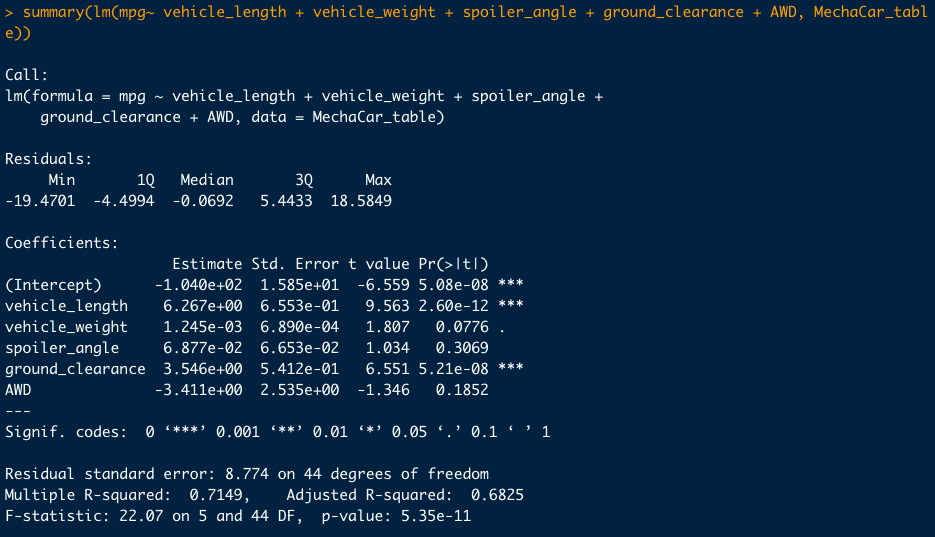 > summary(lm(mpg~ vehicle_length + vehicle_weight + spoiler_angle + ground_clearance + AWD, MechaCar_tabl
e))
Call:
lm(formula = mpg ~ vehicle_length + vehicle_weight + spoiler_angle +
    ground_clearance + AWD, data = MechaCar_table)
Residuals:
     Min       1Q   Median       3Q      Max
-19.4701  -4.4994  -0.0692   5.4433  18.5849
Coefficients:
                   Estimate Std. Error t value Pr(>|t|)
(Intercept)      -1.040e+02  1.585e+01  -6.559 5.08e-08 ***
vehicle_length    6.267e+00  6.553e-01   9.563 2.60e-12 ***
vehicle_weight    1.245e-03  6.890e-04   1.807   0.0776 .
spoiler_angle     6.877e-02  6.653e-02   1.034   0.3069
ground_clearance  3.546e+00  5.412e-01   6.551 5.21e-08 ***
AWD              -3.411e+00  2.535e+00  -1.346   0.1852
---
Signif. codes:  0 ‘***’ 0.001 ‘**’ 0.01 ‘*’ 0.05 ‘.’ 0.1 ‘ ’ 1
Residual standard error: 8.774 on 44 degrees of freedom
Multiple R-squared:  0.7149,    Adjusted R-squared:  0.6825
F-statistic: 22.07 on 5 and 44 DF,  p-value: 5.35e-11